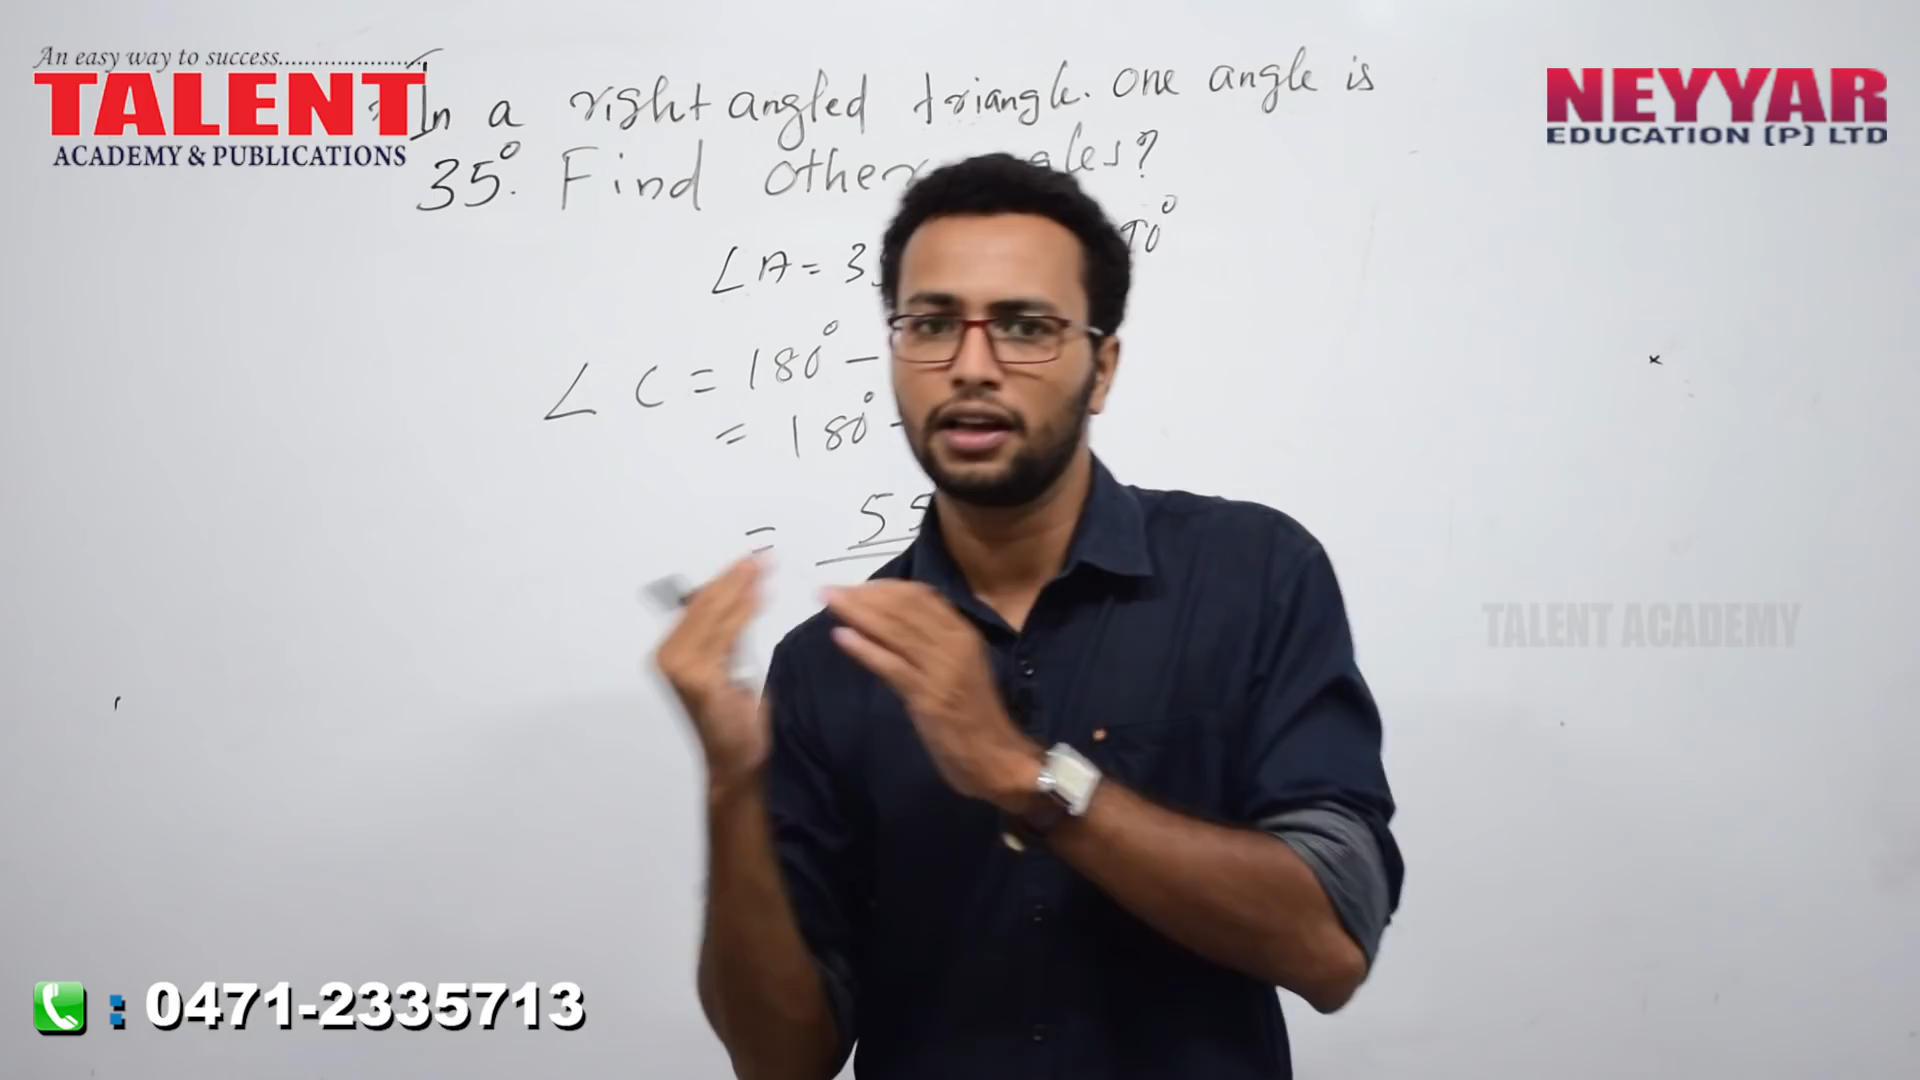 An easy way to success......................
TALENT
ACADEMY & PUBLICATIONS
NEYYAR
EDUCATION (P) LTD
In a right angled triangle. one angle is
35°. Find other
∠A = 3
90°
∠ C = 180° -
= 180° -
= 55
TALENT ACADEMY
: 0471-2335713